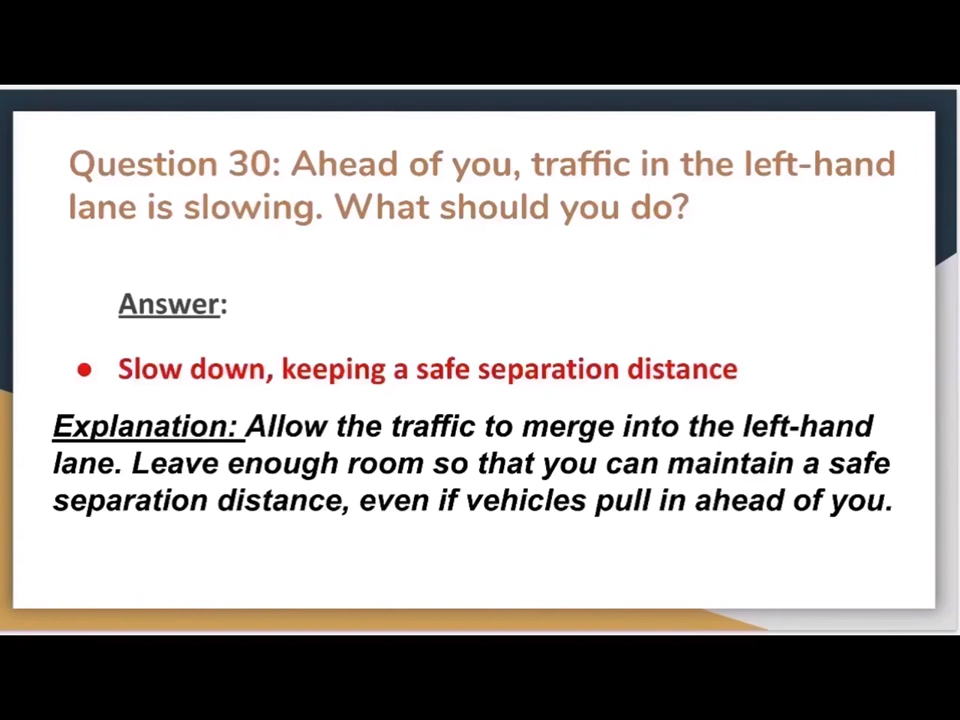 Question 30: Ahead of you, traffic in the left-hand
lane is slowing. What should you do?
Answer:
● Slow down, keeping a safe separation distance
Explanation: Allow the traffic to merge into the left-hand
lane. Leave enough room so that you can maintain a safe
separation distance, even if vehicles pull in ahead of you.